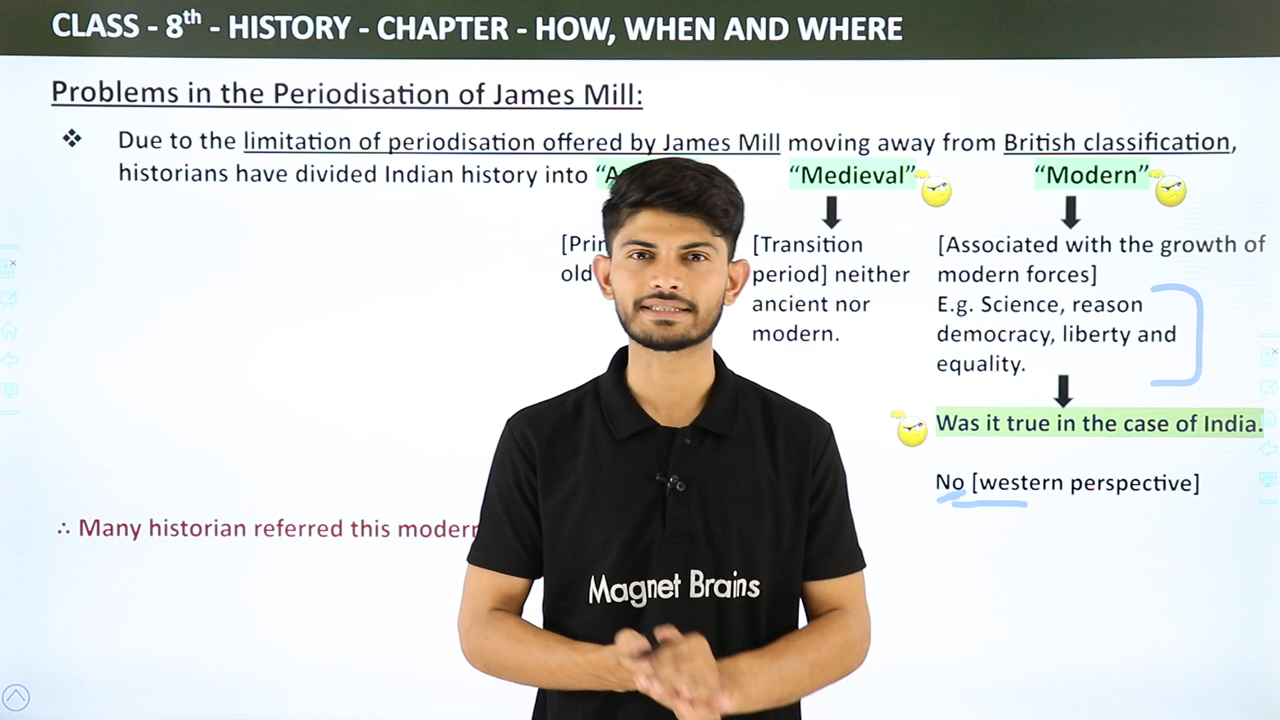 CLASS - 8th - HISTORY - CHAPTER - HOW, WHEN AND WHERE
Problems in the Periodisation of James Mill:
❖ Due to the limitation of periodisation offered by James Mill moving away from British classification,
historians have divided Indian history into “Medieval” “Modern”
[Transition period] neither ancient nor modern.
old
[Associated with the growth of
modern forces]
E.g. Science, reason
democracy, liberty and
equality.
Was it true in the case of India.
No [western perspective]
∴ Many historian referred this modern
Magnet Brains